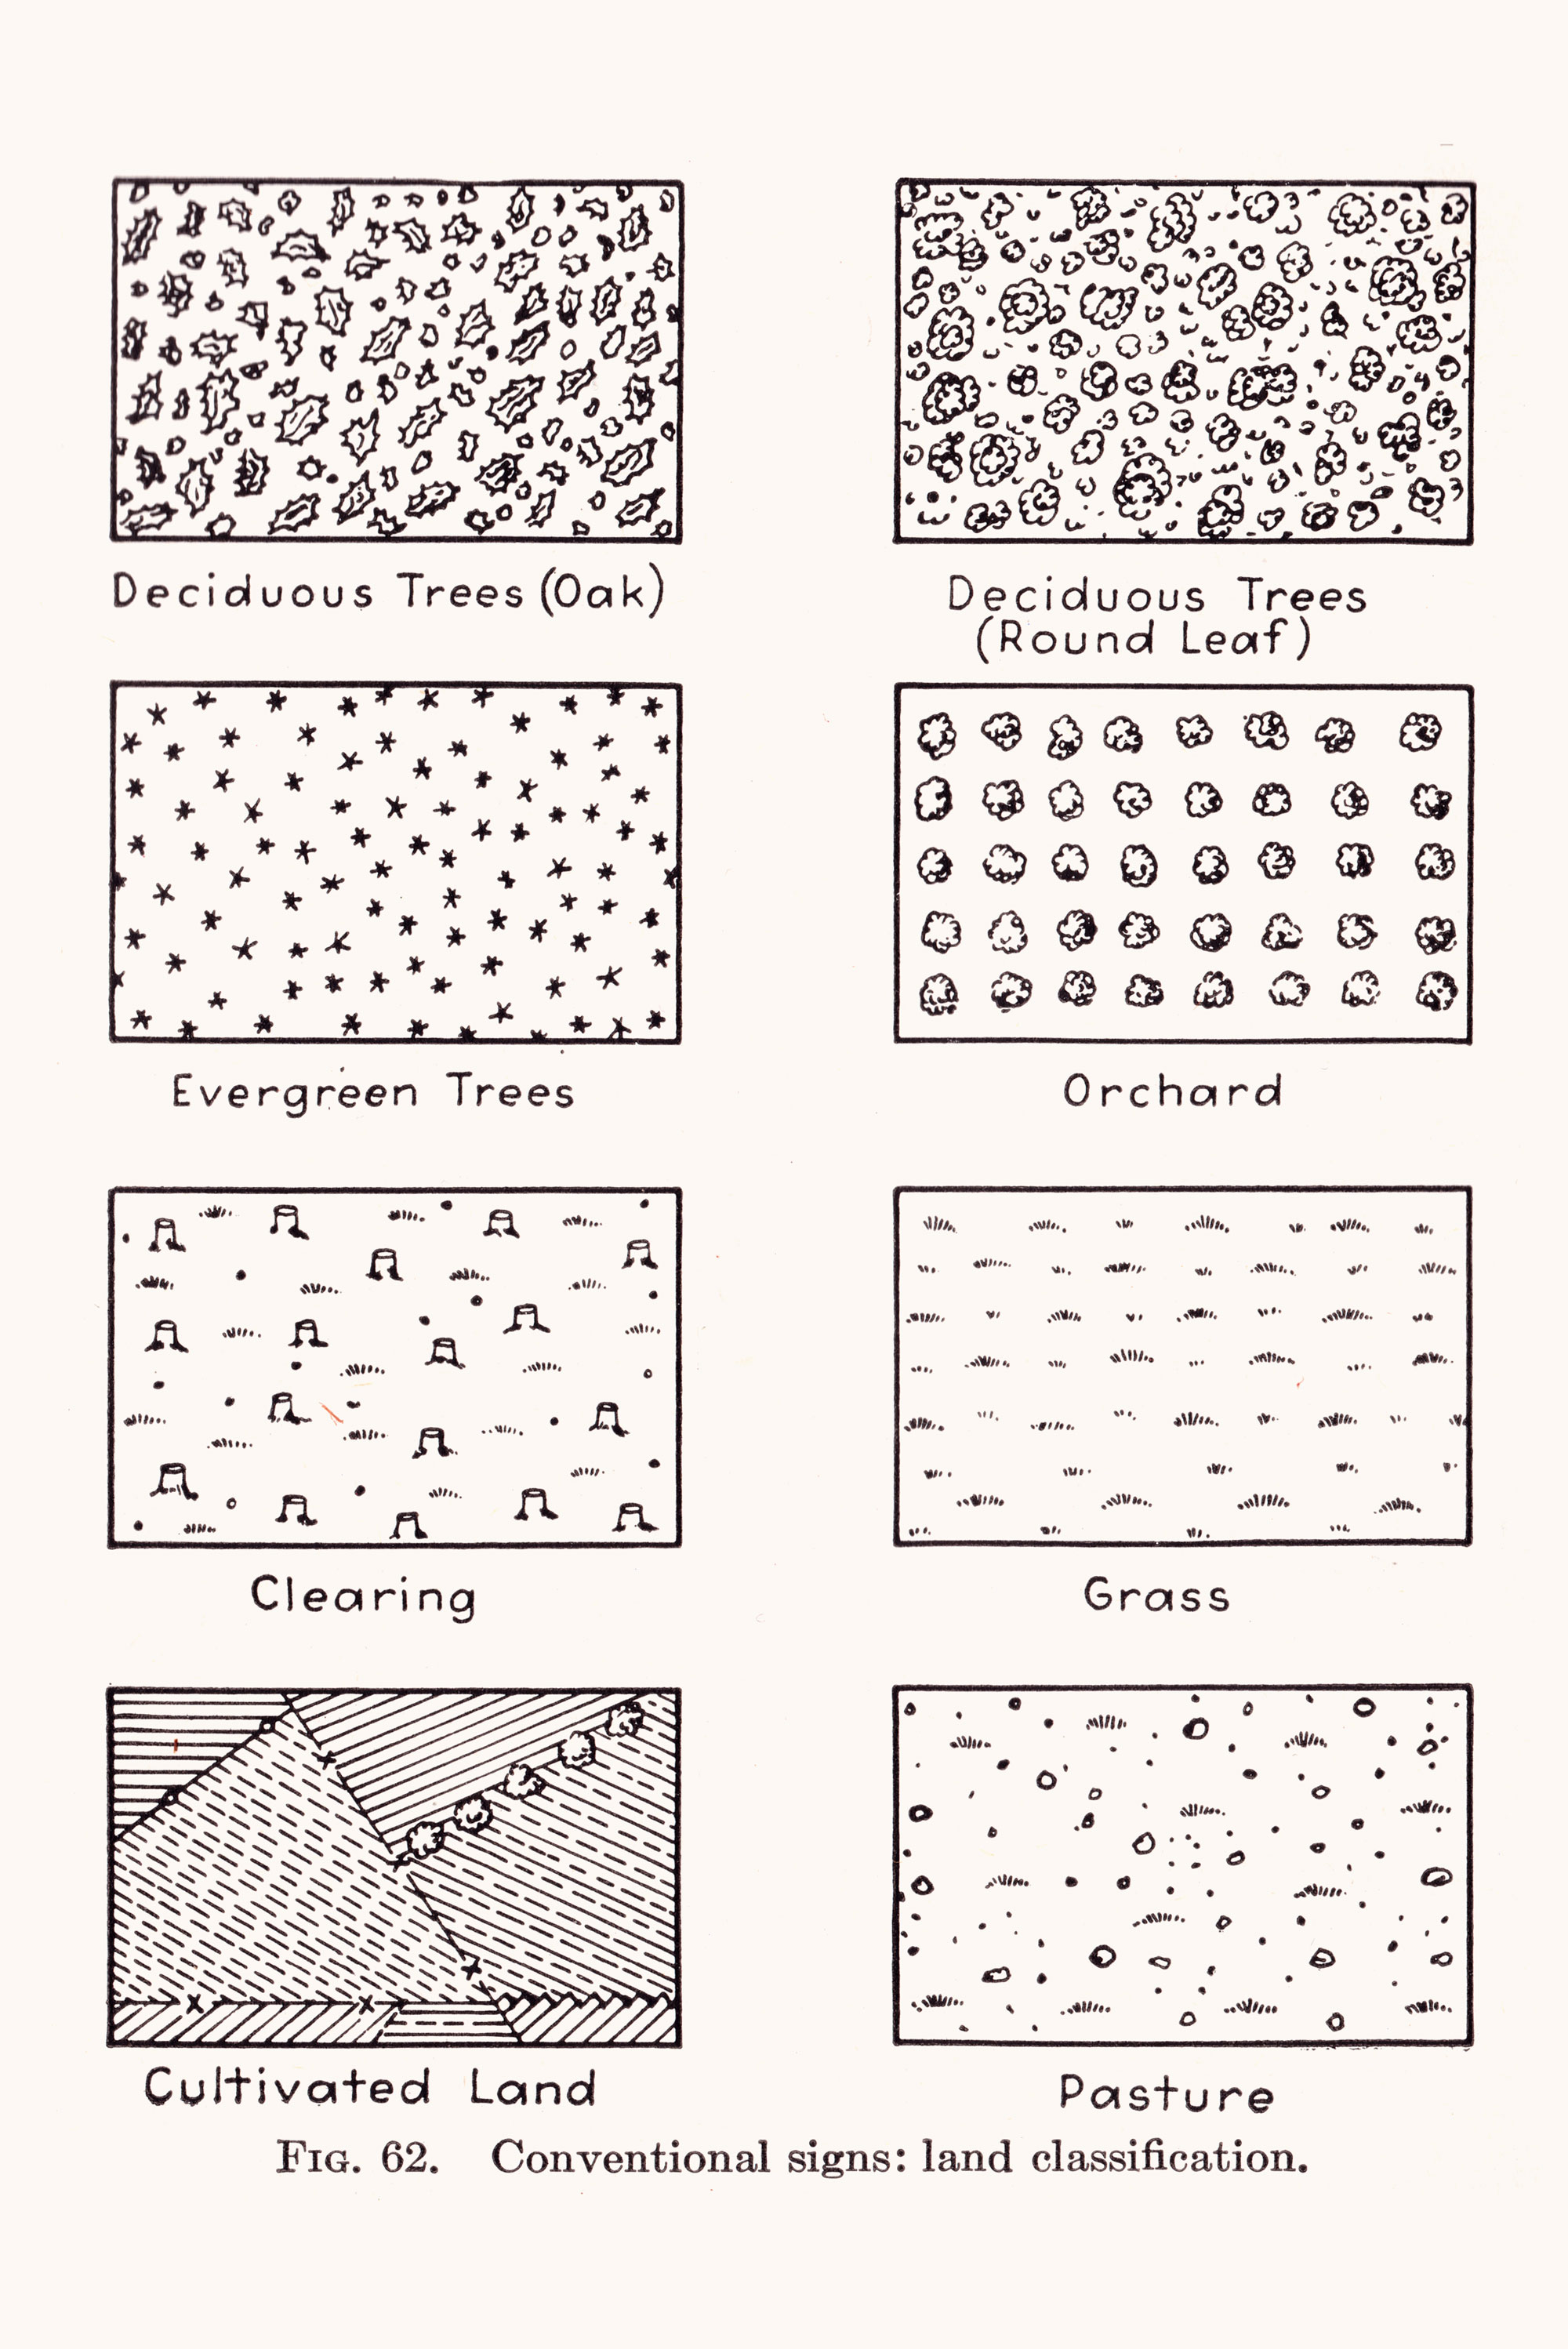 Deciduous Trees (Oak)
Deciduous Trees
(Round Leaf)
Evergreen Trees
Orchard
Clearing
Grass
Cultivated Land
Pasture
Fig. 62. Conventional signs: land classification.